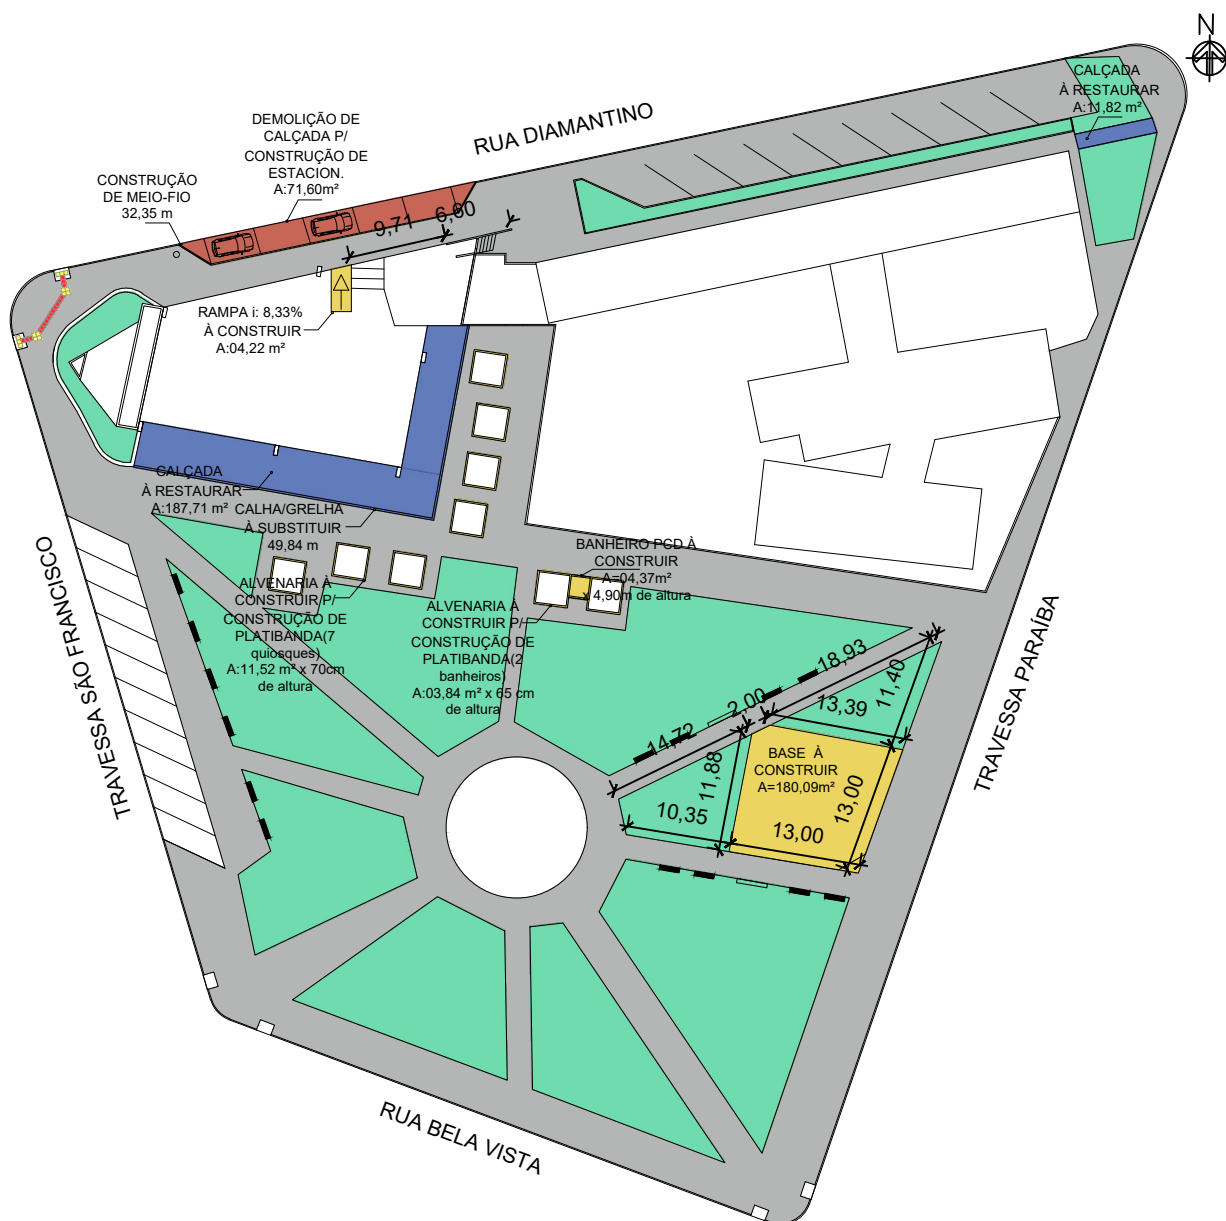 N
CALÇADA
À RESTAURAR
A:11,82 m²
RUA DIAMANTINO
DEMOLIÇÃO DE
CALÇADA P/
CONSTRUÇÃO DE
ESTACION.
A:71,60m²
CONSTRUÇÃO
DE MEIO-FIO
32,35 m
9,71
6,60
RAMPA i: 8,33%
À CONSTRUIR
A:04,22 m²
CALÇADA
À RESTAURAR
A:187,71 m²
CALHA/GRELHA
À SUBSTITUIR
49,84 m
TRAVESSA SÃO FRANCISCO
ALVENARIA À
CONSTRUIR P/
CONSTRUÇÃO DE
PLATIBANDA(7
quiosques)
A:11,52 m² x 70cm
de altura
ALVENARIA À
CONSTRUIR P/
CONSTRUÇÃO DE
PLATIBANDA(2
banheiros)
A:03,84 m² x 65 cm
de altura
BANHEIRO PCD À
CONSTRUIR
A=04,37m²
x 4,90m de altura
TRAVESSA PARAÍBA
18,93
11,40
13,39
2,00
14,72
11,88
10,35
BASE À
CONSTRUIR
A=180,09m²
13,00
13,00
RUA BELA VISTA